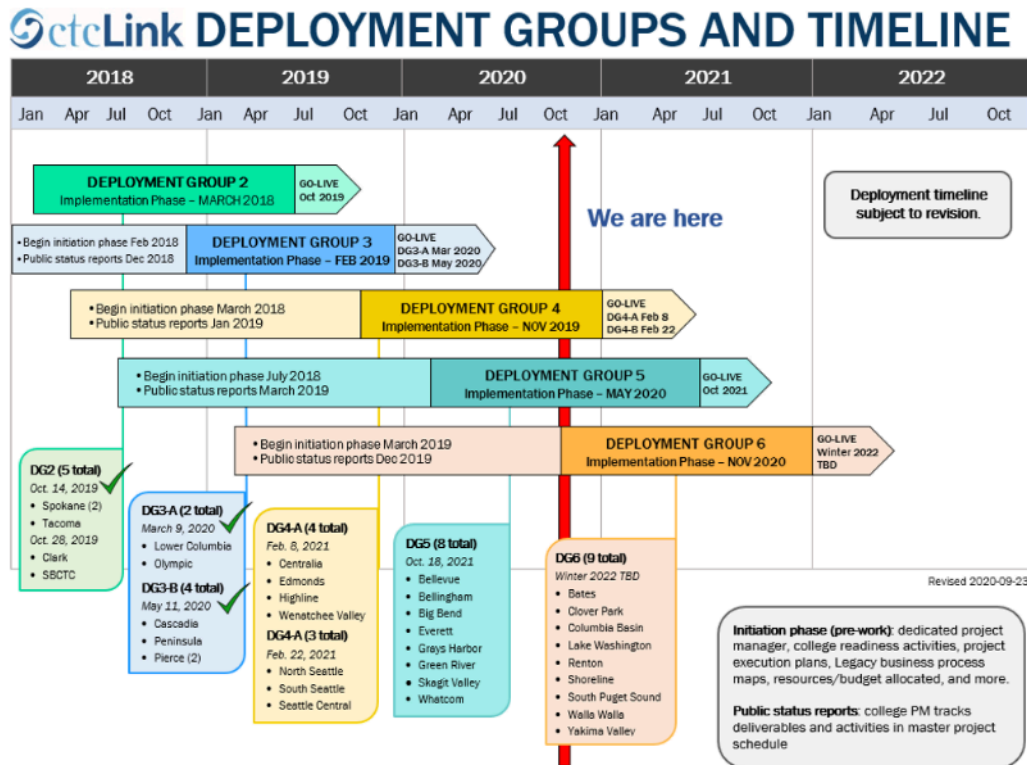 ctcLink DEPLOYMENT GROUPS AND TIMELINE
2018 2019 2020 2021 2022
Jan Apr Jul Oct Jan Apr Jul Oct Jan Apr Jul Oct Jan Apr Jul Oct Jan Apr Jul Oct
DEPLOYMENT GROUP 2
Implementation Phase – MARCH 2018
GO-LIVE
Oct 2019
We are here
Deployment timeline
subject to revision.
• Begin initiation phase Feb 2018
• Public status reports Dec 2018
DEPLOYMENT GROUP 3
Implementation Phase – FEB 2019
GO-LIVE
DG3-A Mar 2020
DG3-B May 2020
• Begin initiation phase March 2018
• Public status reports Jan 2019
DEPLOYMENT GROUP 4
Implementation Phase – NOV 2019
GO-LIVE
DG4-A Feb 8
DG4-B Feb 22
• Begin initiation phase July 2018
• Public status reports March 2019
DEPLOYMENT GROUP 5
Implementation Phase – MAY 2020
GO-LIVE
Oct 2021
• Begin initiation phase March 2019
• Public status reports Dec 2019
DEPLOYMENT GROUP 6
Implementation Phase – NOV 2020
GO-LIVE
Winter 2022
TBD
DG2 (5 total)
Oct. 14, 2019
• Spokane (2)
• Tacoma
Oct. 28, 2019
• Clark
• SBCTC
DG3-A (2 total)
March 9, 2020
• Lower Columbia
• Olympic
DG3-B (4 total)
May 11, 2020
• Cascadia
• Peninsula
• Pierce (2)
DG4-A (4 total)
Feb. 8, 2021
• Centralia
• Edmonds
• Highline
• Wenatchee Valley
DG4-A (3 total)
Feb. 22, 2021
• North Seattle
• South Seattle
• Seattle Central
DG5 (8 total)
Oct. 18, 2021
• Bellevue
• Bellingham
• Big Bend
• Everett
• Grays Harbor
• Green River
• Skagit Valley
• Whatcom
DG6 (9 total)
Winter 2022 TBD
• Bates
• Clover Park
• Columbia Basin
• Lake Washington
• Renton
• Shoreline
• South Puget Sound
• Walla Walla
• Yakima Valley
Revised 2020-09-23
Initiation phase (pre-work): dedicated project
manager, college readiness activities, project
execution plans, Legacy business process
maps, resources/budget allocated, and more.
Public status reports: college PM tracks
deliverables and activities in master project
schedule